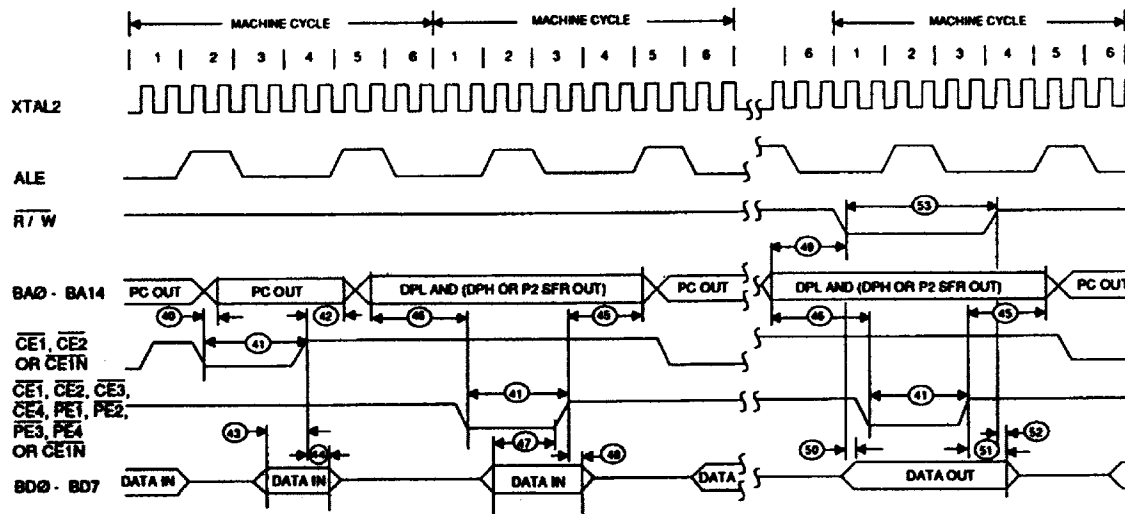 MACHINE CYCLE MACHINE CYCLE MACHINE CYCLE
1 2 3 4 5 6 1 2 3 4 5 6 6 1 2 3 4 5 6
XTAL2
ALE
R / W 53
49
BAØ - BA14 PC OUT PC OUT DPL AND (DPH OR P2 SFR OUT) PC OUT DPL AND (DPH OR P2 SFR OUT) PC OUT
40 42 46 45 46 45
CE1, CE2
OR CE1N 41
CE1, CE2, CE3,
CE4, PE1, PE2, 41 41
PE3, PE4
OR CE1N
43 44 47 48 50 51 52
BDØ - BD7 DATA IN DATA IN DATA IN DATA DATA OUT